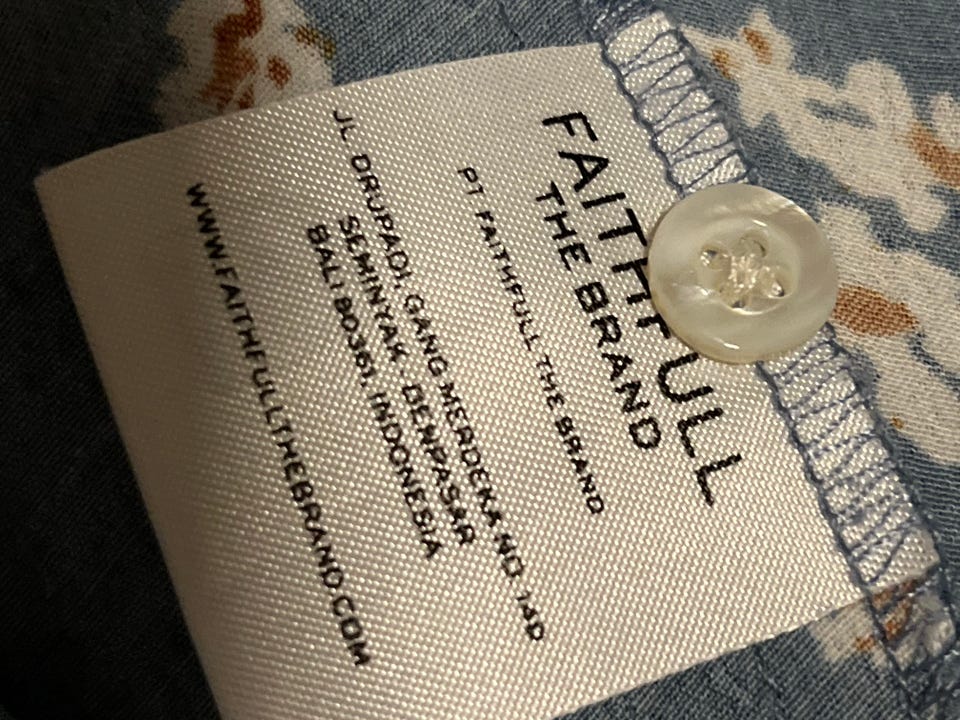 FAITHFULL
THE BRAND
PT FAITHFULL THE BRAND
JL. DRUPADI, GANG MERDEKA NO. 14D
SEMINYAK - DENPASAR
BALI 80361, INDONESIA
WWW.FAITHFULLTHEBRAND.COM